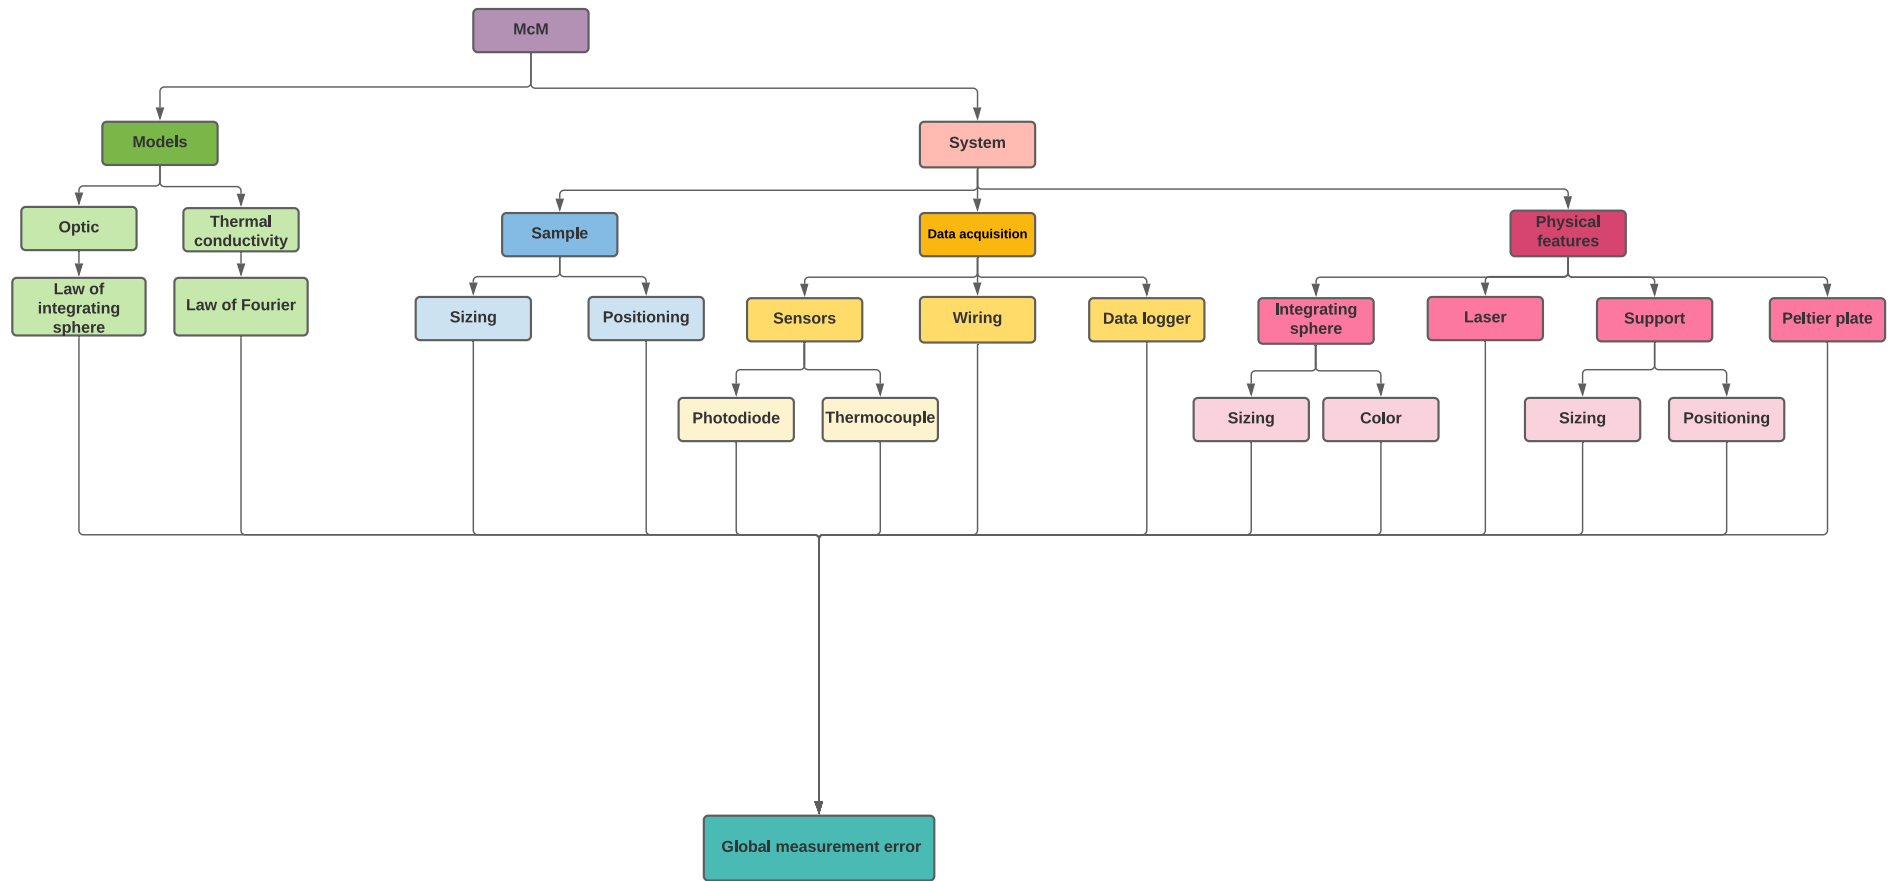 McM
Models
System
Optic
Thermal
conductivity
Sample
Data acquisition
Physical
features
Law of
integrating
sphere
Law of Fourier
Sizing
Positioning
Sensors
Wiring
Data logger
Integrating
sphere
Laser
Support
Peltier plate
Photodiode
Thermocouple
Sizing
Color
Sizing
Positioning
Global measurement error